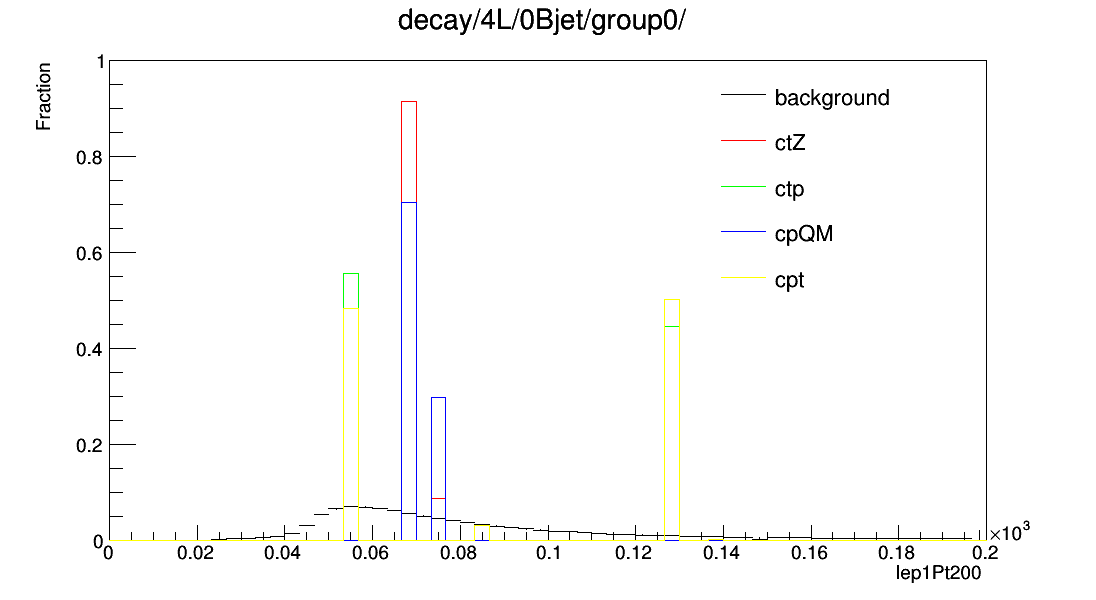 decay/4L/0Bjet/group0/
Fraction
1
0.8
0.6
0.4
0.2
0
background
ctZ
ctp
cpQM
cpt
0 0.02 0.04 0.06 0.08 0.1 0.12 0.14 0.16 0.18 0.2
×10³
lep1Pt200